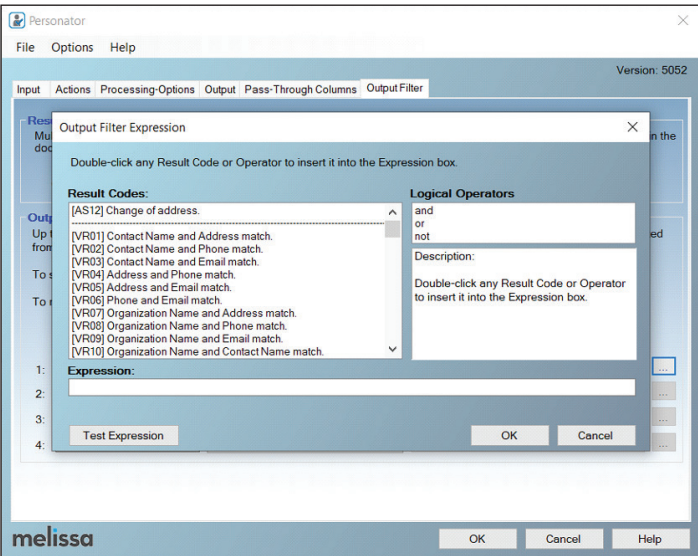 Personator
File Options Help
Version: 5052
Input Actions Processing-Options Output Pass-Through Columns Output Filter
Output Filter Expression
n the
Double-click any Result Code or Operator to insert it into the Expression box.
Result Codes:
Logical Operators
[AS12] Change of address.
[VR01] Contact Name and Address match.
[VR02] Contact Name and Phone match.
[VR03] Contact Name and Email match.
[VR04] Address and Phone match.
[VR05] Address and Email match.
[VR06] Phone and Email match.
[VR07] Organization Name and Address match.
[VR08] Organization Name and Phone match.
[VR09] Organization Name and Email match.
[VR10] Organization Name and Contact Name match.
and
or
not
Description:
Double-click any Result Code or Operator
to insert it into the Expression box.
Up
from
To
To
ed
1:
2:
3:
4:
...
...
...
...
Expression:
Test Expression
OK
Cancel
melissa
OK
Cancel
Help